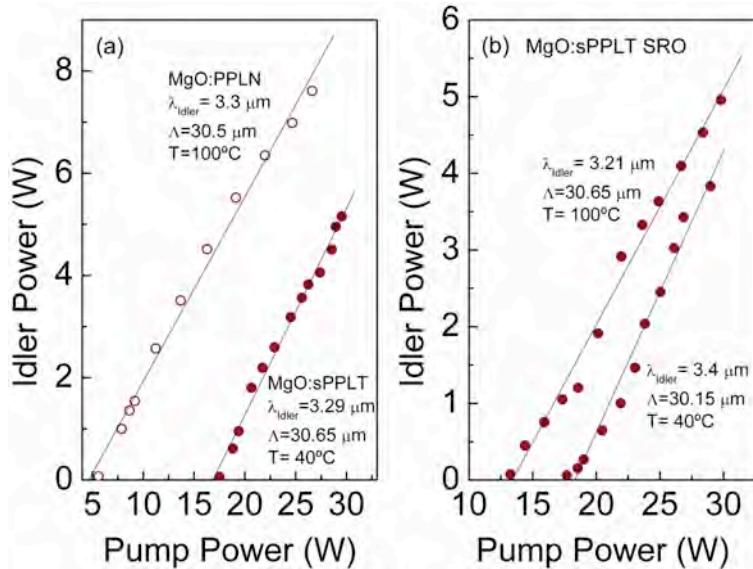 (a)
MgO:PPLN
λIdler= 3.3 μm
Λ=30.5 μm
T=100ºC
MgO:sPPLT
λIdler=3.29 μm
Λ=30.65 μm
T= 40ºC
Idler Power (W)
8
6
4
2
0
5 10 15 20 25 30
Pump Power (W)
(b) MgO:sPPLT SRO
λIdler= 3.21 μm
Λ=30.65 μm
T= 100ºC
λIdler= 3.4 μm
Λ=30.15 μm
T= 40ºC
Idler Power (W)
6
5
4
3
2
1
0
10 15 20 25 30
Pump Power (W)